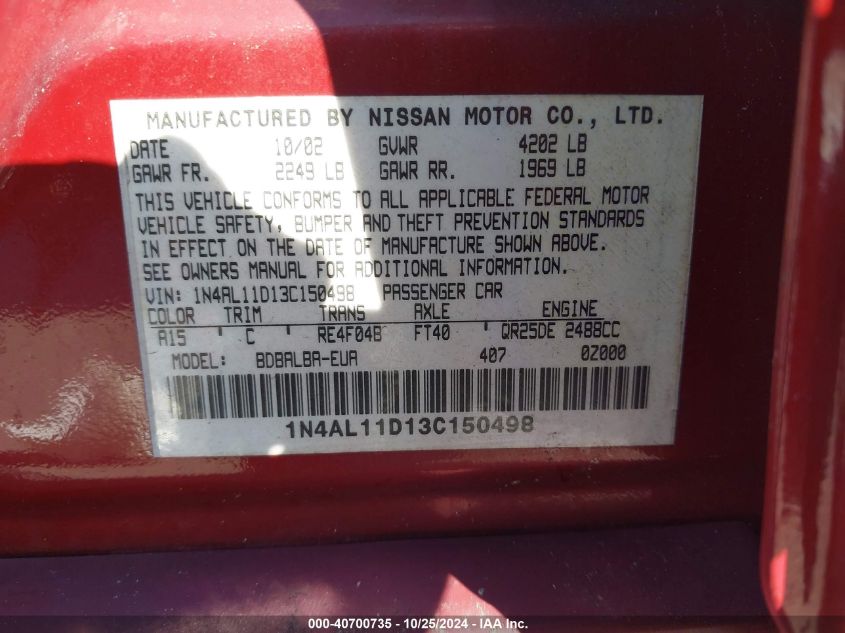 MANUFACTURED BY NISSAN MOTOR CO., LTD.
DATE 10/02 GVWR 4202 LB
GAWR FR. 2249 LB GAWR RR. 1969 LB
THIS VEHICLE CONFORMS TO ALL APPLICABLE FEDERAL MOTOR
VEHICLE SAFETY, BUMPER AND THEFT PREVENTION STANDARDS
IN EFFECT ON THE DATE OF MANUFACTURE SHOWN ABOVE.
SEE OWNERS MANUAL FOR ADDITIONAL INFORMATION.
VIN: 1N4AL11D13C150498 PASSENGER CAR
COLOR TRIM TRANS AXLE ENGINE
A15 ' C ' RE4F04B FT40 ' QR25DE 2488CC
MODEL: BDBALBA-EUA 407 0Z000
1N4AL11D13C150498
000-40700735 - 10/25/2024 - IAA, Inc.